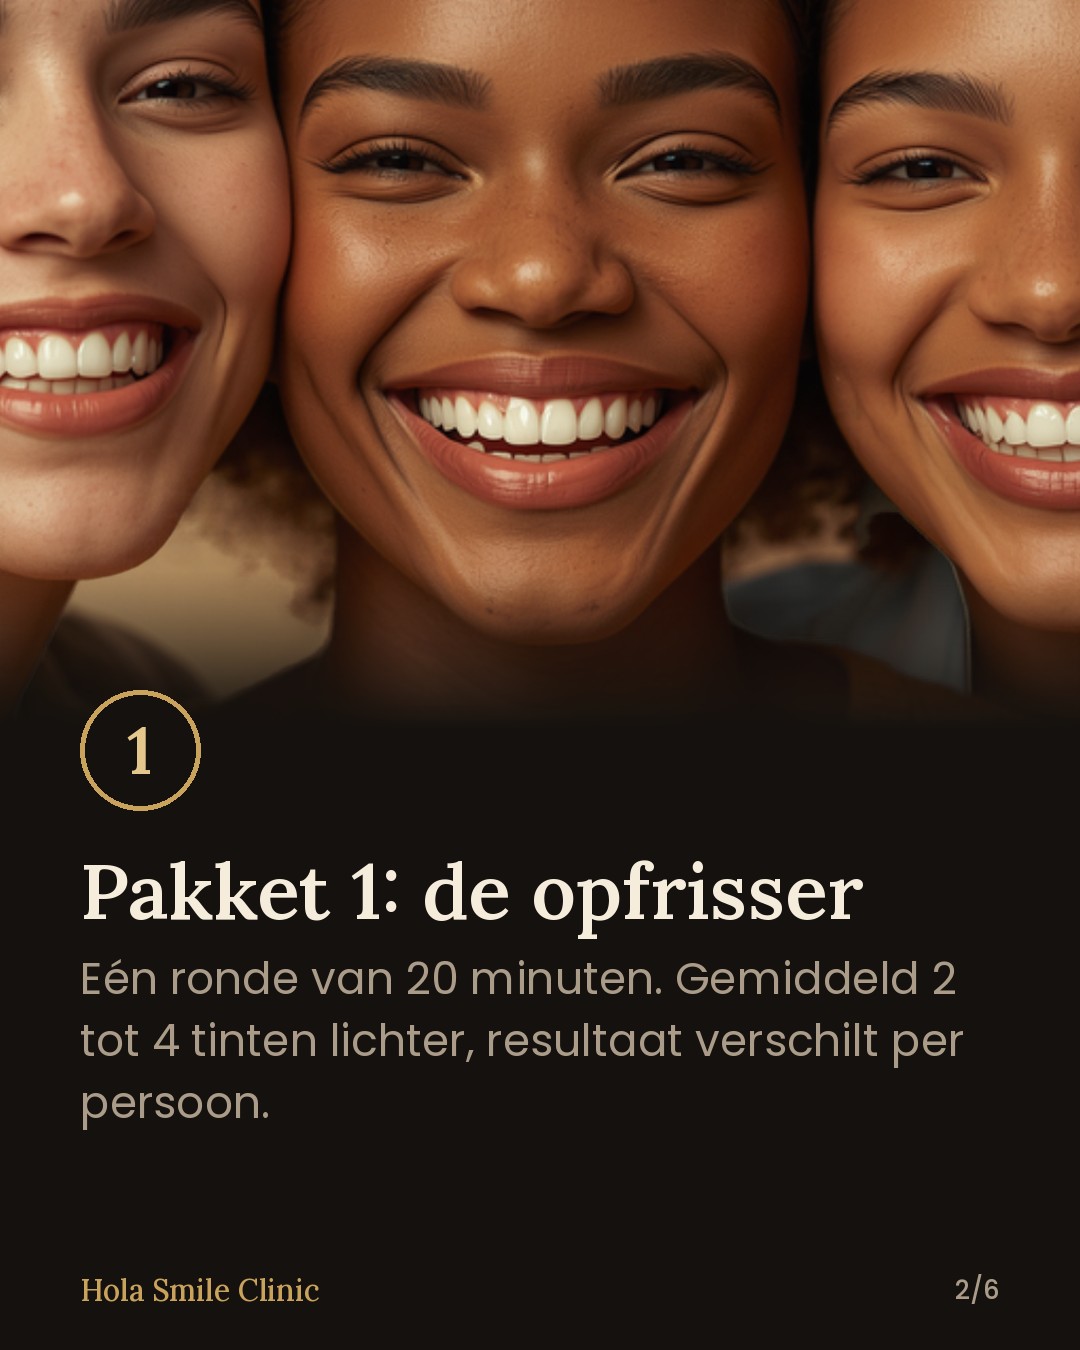 1
Pakket 1: de opfrisser
Eén ronde van 20 minuten. Gemiddeld 2
tot 4 tinten lichter, resultaat verschilt per
persoon.
Hola Smile Clinic
2/6